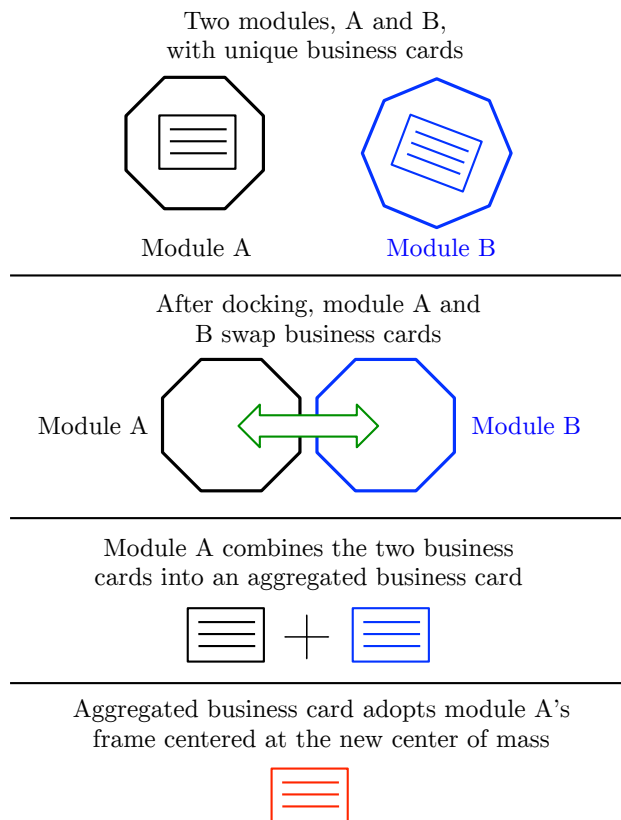 Two modules, A and B,
with unique business cards
Module A
Module B
After docking, module A and
B swap business cards
Module A
Module B
Module A combines the two business
cards into an aggregated business card
Aggregated business card adopts module A's
frame centered at the new center of mass